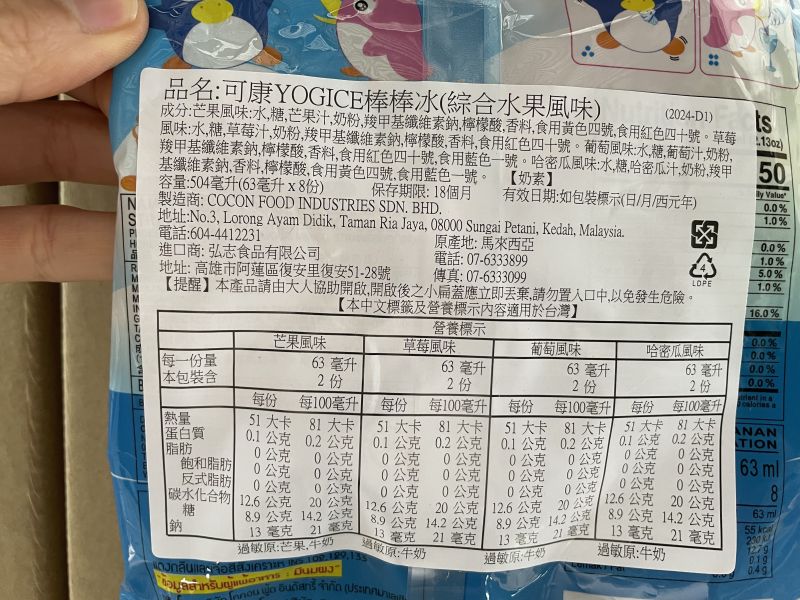 品名:可康YOGICE棒棒冰(綜合水果風味)
(2024-D1)
成分:芒果風味:水,糖,芒果汁,奶粉,羧甲基纖維素鈉,檸檬酸,香料,食用黃色四號,食用紅色四十號。草莓
風味:水,糖,草莓汁,奶粉,羧甲基纖維素鈉,檸檬酸,香料,食用紅色四十號。葡萄風味:水,糖,葡萄汁,奶粉,
羧甲基纖維素鈉,檸檬酸,香料,食用紅色四十號,食用藍色一號。哈密瓜風味:水,糖,哈密瓜汁,奶粉,羧甲
基纖維素鈉,香料,檸檬酸,食用黃色四號,食用藍色一號。 【奶素】
容量:504毫升(63毫升 x 8份) 保存期限: 18個月 有效日期:如包裝標示(日/月/西元年)
製造商: COCON FOOD INDUSTRIES SDN. BHD.
地址:No.3, Lorong Ayam Didik, Taman Ria Jaya, 08000 Sungai Petani, Kedah, Malaysia.
電話:604-4412231 原產地: 馬來西亞
進口商: 弘志食品有限公司 電話: 07-6333899
地址: 高雄市阿蓮區復安里復安51-28號 傳真: 07-6333099
4
LDPE
【提醒】本產品請由大人協助開啟,開啟後之小扁蓋應立即丟棄,請勿置入口中,以免發生危險。
【本中文標籤及營養標示內容適用於台灣】
營養標示
芒果風味 草莓風味 葡萄風味 哈密瓜風味
每一份量 63 毫升 63 毫升 63 毫升 63 毫升
本包裝含 2 份 2 份 2 份 2 份
每份 每100毫升 每份 每100毫升 每份 每100毫升 每份 每100毫升
熱量 51 大卡 81 大卡 51 大卡 81 大卡 51 大卡 81 大卡 51 大卡 81 大卡
蛋白質 0.1 公克 0.2 公克 0.1 公克 0.2 公克 0.1 公克 0.2 公克 0.1 公克 0.2 公克
脂肪 0 公克 0 公克 0 公克 0 公克 0 公克 0 公克 0 公克 0 公克
飽和脂肪 0 公克 0 公克 0 公克 0 公克 0 公克 0 公克 0 公克 0 公克
反式脂肪 0 公克 0 公克 0 公克 0 公克 0 公克 0 公克 0 公克 0 公克
碳水化合物 12.6 公克 20 公克 12.6 公克 20 公克 12.6 公克 20 公克 12.6 公克 20 公克
糖 8.9 公克 14.2 公克 8.9 公克 14.2 公克 8.9 公克 14.2 公克 8.9 公克 14.2 公克
鈉 13 毫克 21 毫克 13 毫克 21 毫克 13 毫克 21 毫克 13 毫克 21 毫克
過敏原:芒果,牛奶 過敏原:牛奶 過敏原:牛奶 過敏原:牛奶
50
0.0%
1.0%
0.0%
1.0%
5.0%
1.0%
16.0%
0.0%
0.0%
0.0%
0.0%
63 ml
8
63 ml